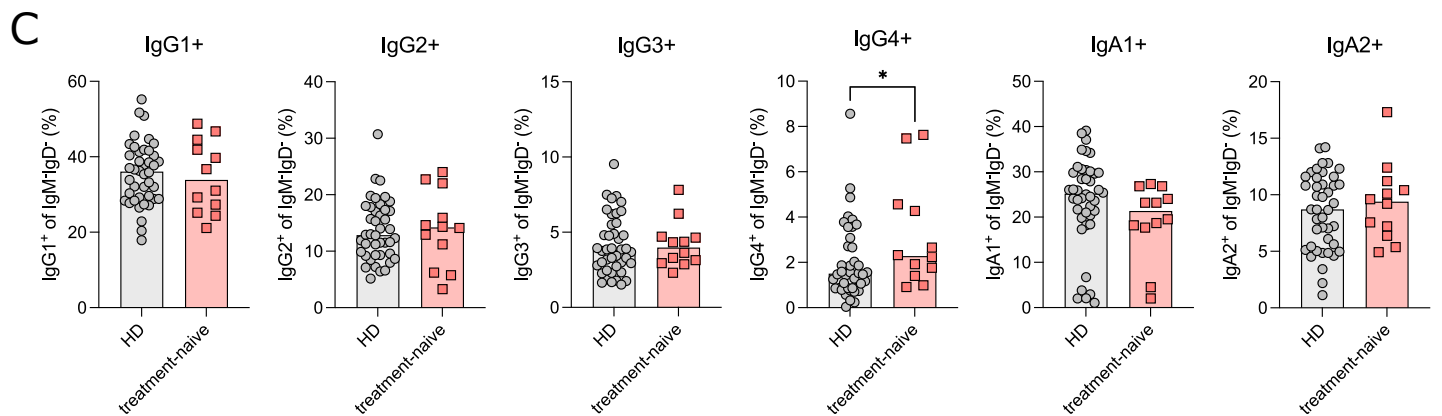 C
IgG1+
IgG1⁺ of IgM⁻IgD⁻ (%)
60
40
20
0
HD
treatment-naive
IgG2+
IgG2⁺ of IgM⁻IgD⁻ (%)
40
30
20
10
0
HD
treatment-naive
IgG3+
IgG3⁺ of IgM⁻IgD⁻ (%)
15
10
5
0
HD
treatment-naive
IgG4+
IgG4⁺ of IgM⁻IgD⁻ (%)
10
8
6
4
2
0
*
HD
treatment-naive
IgA1+
IgA1⁺ of IgM⁻IgD⁻ (%)
50
40
30
20
10
0
HD
treatment-naive
IgA2+
IgA2⁺ of IgM⁻IgD⁻ (%)
20
15
10
5
0
HD
treatment-naive